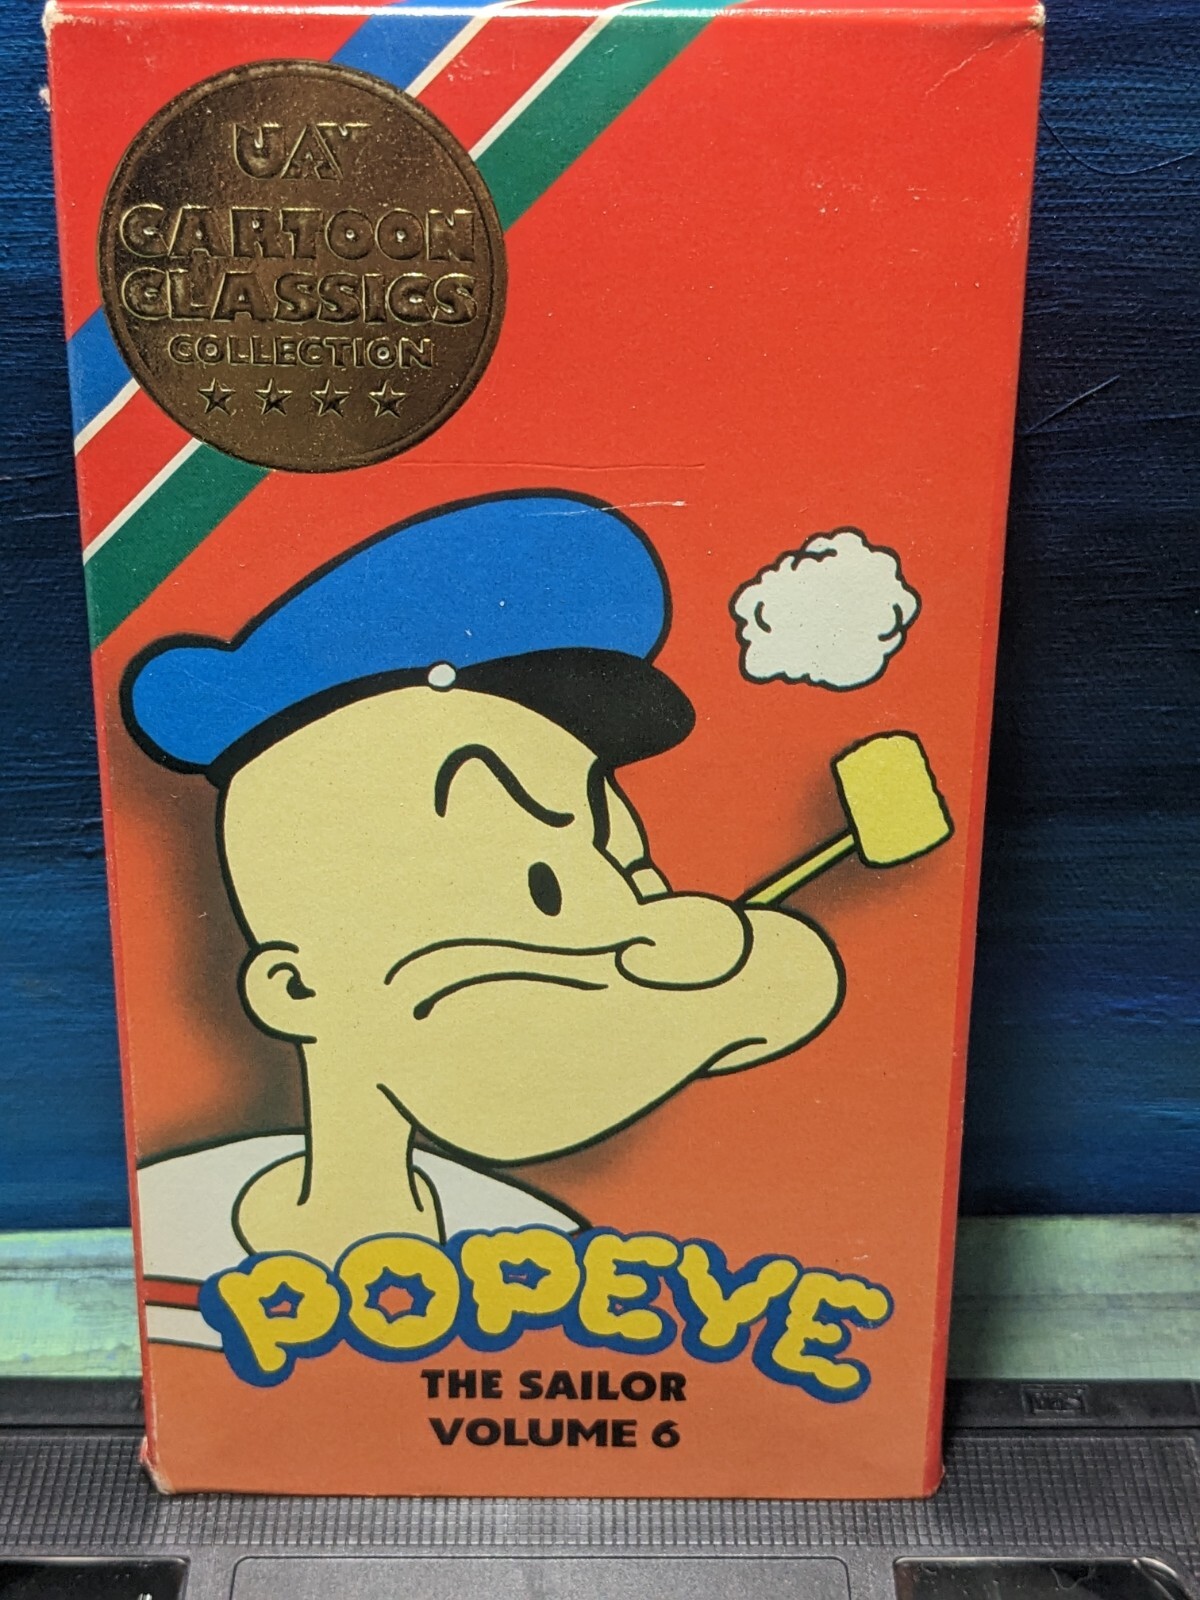 UAV
CARTOON
CLASSICS
COLLECTION
POPEYE
THE SAILOR
VOLUME 6